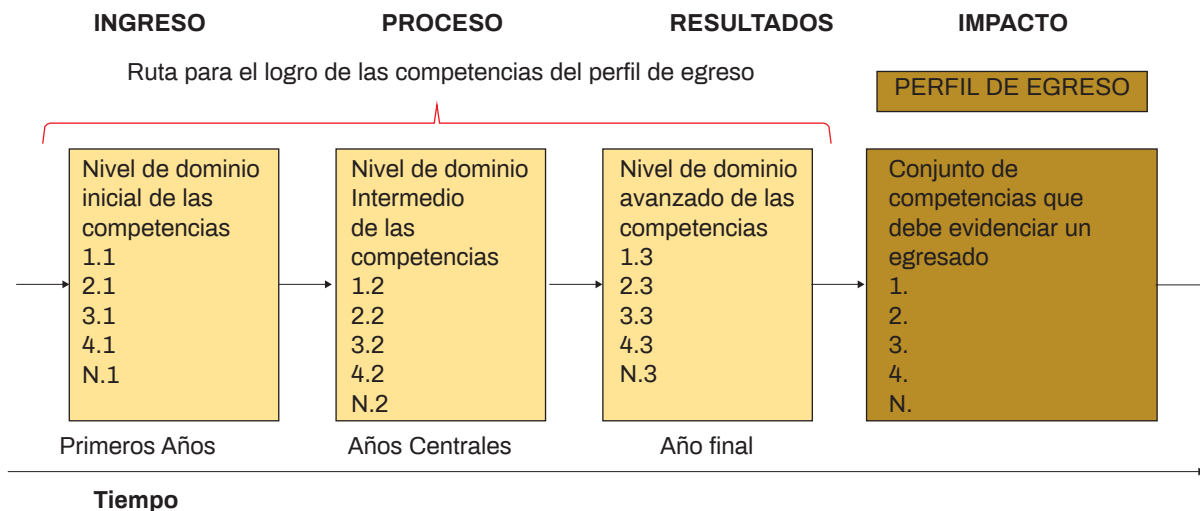 INGRESO
PROCESO
RESULTADOS
IMPACTO
Ruta para el logro de las competencias del perfil de egreso
PERFIL DE EGRESO
Nivel de dominio
inicial de las
competencias
1.1
2.1
3.1
4.1
N.1
Nivel de dominio
Intermedio
de las
competencias
1.2
2.2
3.2
4.2
N.2
Nivel de dominio
avanzado de las
competencias
1.3
2.3
3.3
4.3
N.3
Conjunto de
competencias que
debe evidenciar un
egresado
1.
2.
3.
4.
N.
Primeros Años
Años Centrales
Año final
Tiempo